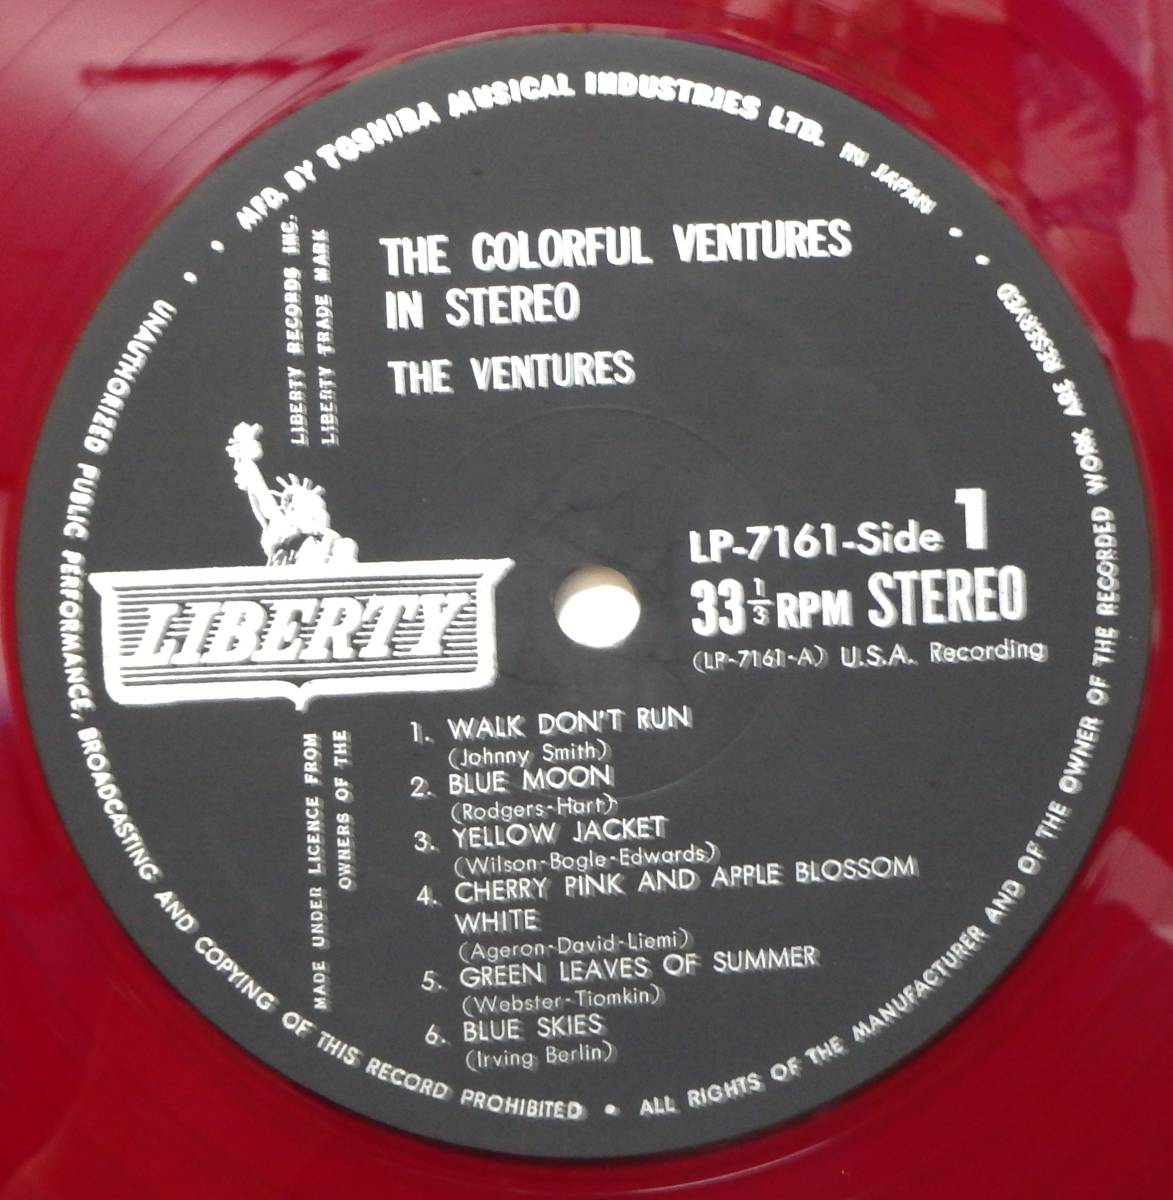 MFD. BY TOSHIBA MUSICAL INDUSTRIES LTD. IN JAPAN
LIBERTY RECORDS INC.
LIBERTY TRADE MARK
THE COLORFUL VENTURES
IN STEREO
THE VENTURES
LIBERTY
LP-7161-Side 1
33 1/3 RPM STEREO
(LP-7161-A) U.S.A. Recording
MADE UNDER LICENCE FROM
OWNERS OF THE
1. WALK DON'T RUN
(Johnny Smith)
2. BLUE MOON
(Rodgers-Hart)
3. YELLOW JACKET
(Wilson-Bogle-Edwards)
4. CHERRY PINK AND APPLE BLOSSOM
WHITE
(Ageron-David-Liemi)
5. GREEN LEAVES OF SUMMER
(Webster-Tiomkin)
6. BLUE SKIES
(Irving Berlin)
UNAUTHORIZED PUBLIC PERFORMANCE, BROADCASTING AND COPYING OF THIS RECORD PROHIBITED • ALL RIGHTS OF THE MANUFACTURER AND OF THE OWNER OF THE RECORDED WORK ARE RESERVED